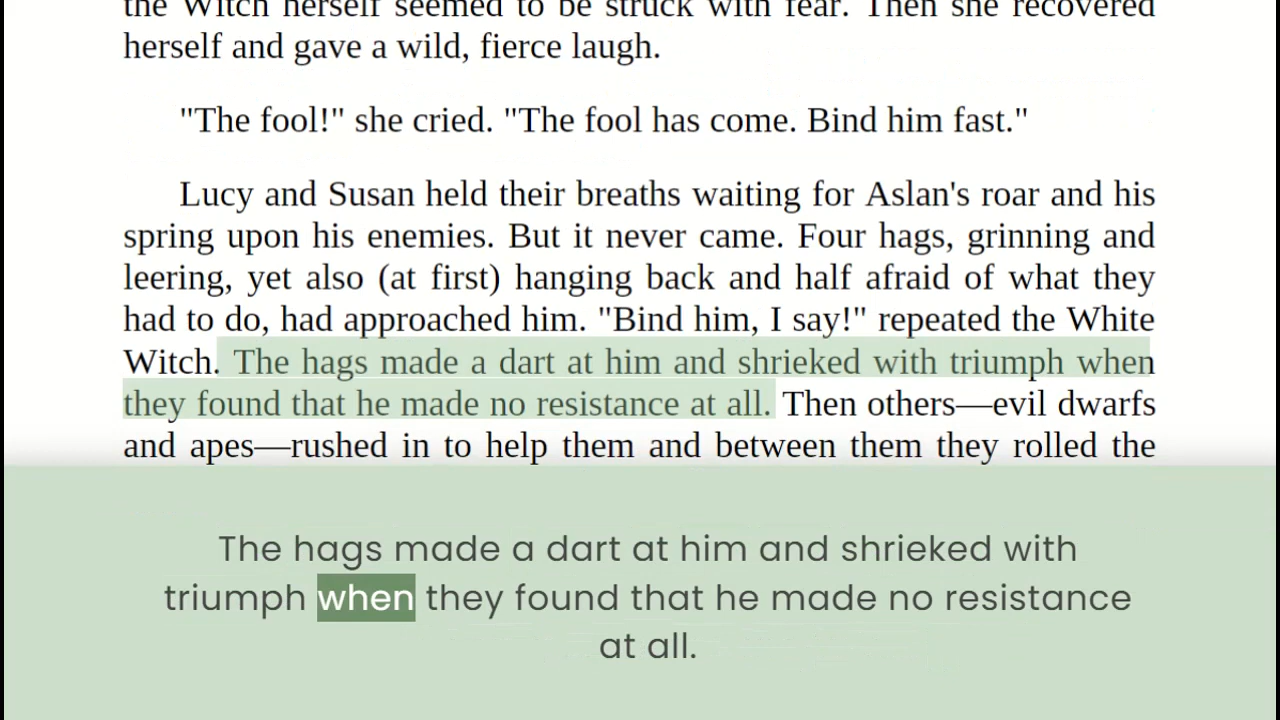 the Witch herself seemed to be struck with fear. Then she recovered
herself and gave a wild, fierce laugh.
"The fool!" she cried. "The fool has come. Bind him fast."
Lucy and Susan held their breaths waiting for Aslan's roar and his
spring upon his enemies. But it never came. Four hags, grinning and
leering, yet also (at first) hanging back and half afraid of what they
had to do, had approached him. "Bind him, I say!" repeated the White
Witch. The hags made a dart at him and shrieked with triumph when
they found that he made no resistance at all. Then others—evil dwarfs
and apes—rushed in to help them and between them they rolled the
The hags made a dart at him and shrieked with
triumph when they found that he made no resistance
at all.